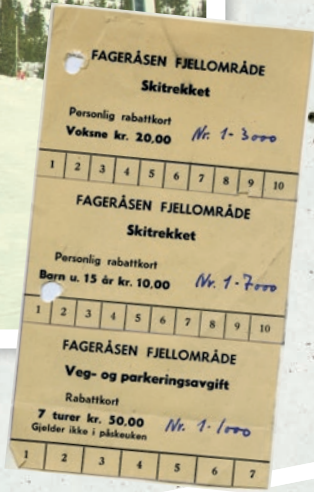 FAGERÅSEN FJELLOMRÅDE
Skitrekket
Personlig rabattkort
Voksne kr. 20,00 Nr. 1-3000
1 2 3 4 5 6 7 8 9 10
FAGERÅSEN FJELLOMRÅDE
Skitrekket
Personlig rabattkort
Barn u. 15 år kr. 10,00 Nr. 1-7000
1 2 3 4 5 6 7 8 9 10
FAGERÅSEN FJELLOMRÅDE
Veg- og parkeringsavgift
Rabattkort
7 turer kr. 50,00 Nr. 1-1000
Gjelder ikke i påskeuken
1 2 3 4 5 6 7